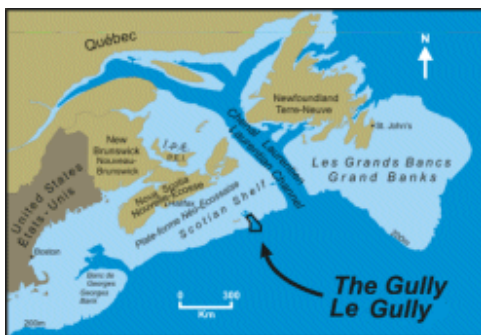 Québec
N
Newfoundland
Terre-Neuve
St. John's
Chenal Laurentien
Laurentian Channel
Les Grands Bancs
Grand Banks
200m
New
Brunswick
Nouveau-
Brunswick
I.-P.-E.
P.E.I.
Nova Scotia
Nouvelle-Écosse
Halifax
Plate-forme Néo-Écossaise
Scotian Shelf
United States
États-Unis
Boston
Banc de
Georges
Georges
Bank
200m
0 300
Km
The Gully
Le Gully